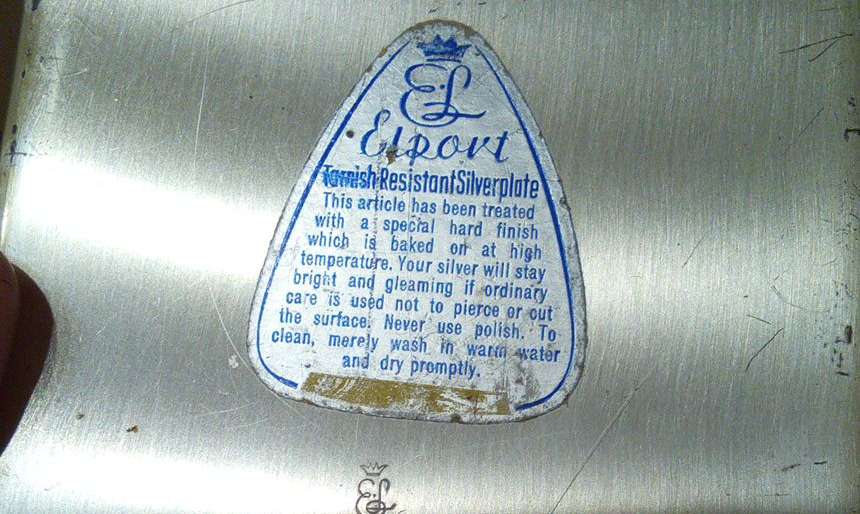 EL
Elport
Tarnish Resistant Silverplate
This article has been treated
with a special hard finish
which is baked on at high
temperature. Your silver will stay
bright and gleaming if ordinary
care is used not to pierce or cut
the surface. Never use polish. To
clean, merely wash in warm water
and dry promptly.
EL